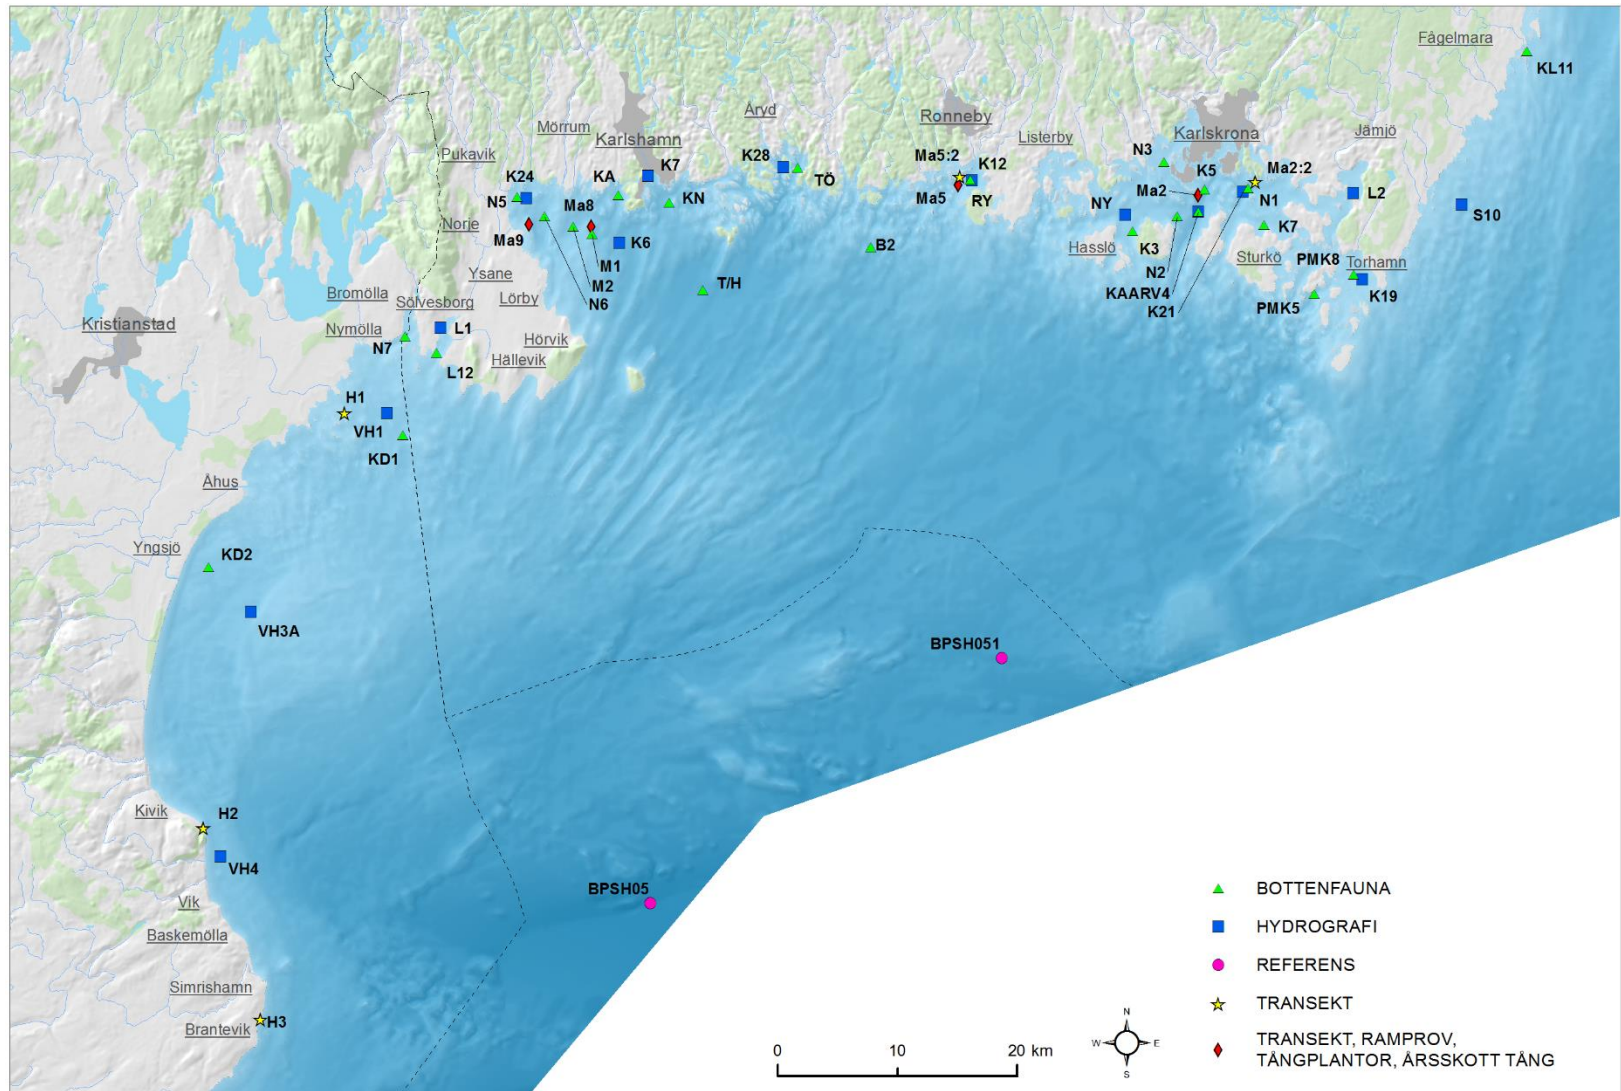 Fågelmara
KL11
Åryd
Ronneby
Mörrum
Karlshamn
Listerby
Karlskrona
Jämjö
Pukavik
K28
K7
Ma5:2
K12
N3
K5
Ma2:2
K24
KA
TÖ
N5
Ma8
KN
Ma5
RY
NY
Ma2
N1
L2
S10
Norje
Ma9
K6
B2
Hasslö
K3
K7
M1
N2
Sturkö
PMK8
Torhamn
Ysane
M2
T/H
KAARV4
K19
Bromölla
Sölvesborg
Lörby
N6
K21
PMK5
Kristianstad
Nymölla
L1
Hörvik
N7
Hällevik
L12
H1
VH1
KD1
Åhus
Yngsjö
KD2
VH3A
BPSH051
Kivik
H2
VH4
BPSH05
Vik
Baskemölla
Simrishamn
Brantevik
H3
BOTTENFAUNA
HYDROGRAFI
REFERENS
TRANSEKT
TRANSEKT, RAMPROV,
TÅNGPLANTOR, ÅRSSKOTT TÅNG
0 10 20 km
N
W E
S